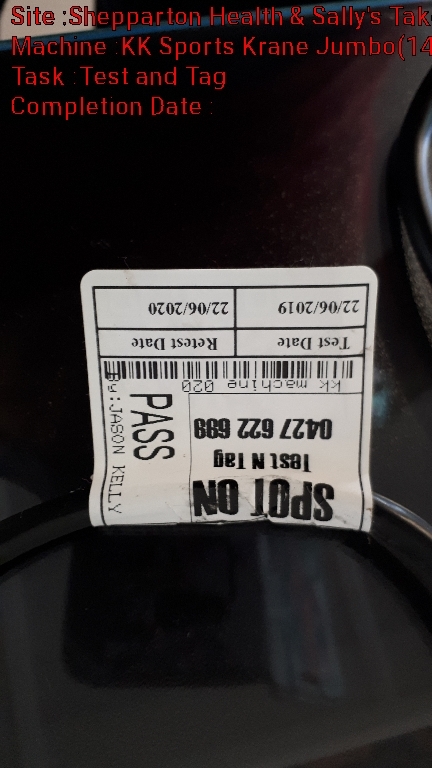 Site :Shepparton Health & Sally's Tak
Machine :KK Sports Krane Jumbo(14
Task : Test and Tag
Completion Date :
SPOT ON
Test N Tag
0427 622 688
kk machine 020
PASS
By:JASON KELLY
Test Date
Retest Date
22/06/2019
22/06/2020